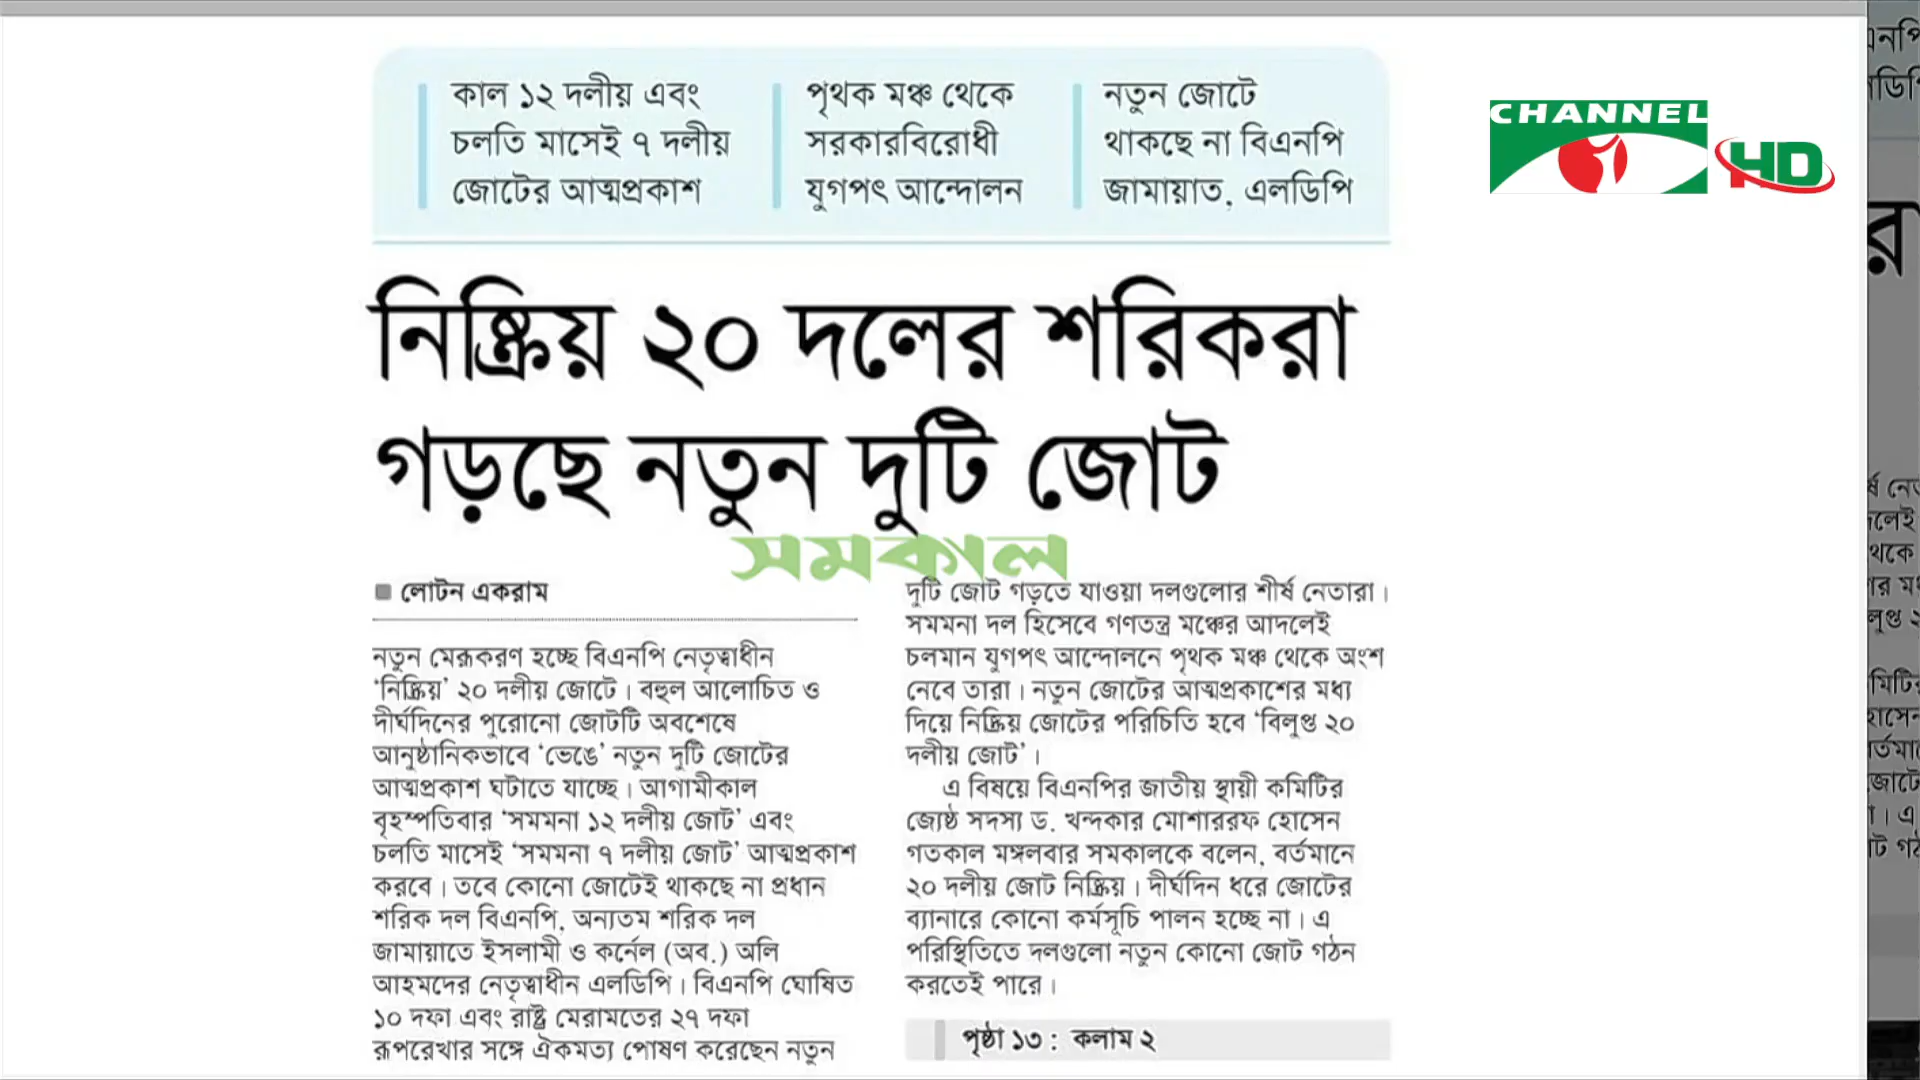 কাল ১২ দলীয় এবং
চলতি মাসেই ৭ দলীয়
জোটের আত্মপ্রকাশ
পৃথক মঞ্চ থেকে
সরকারবিরোধী
যুগপৎ আন্দোলন
নতুন জোটে
থাকছে না বিএনপি
জামায়াত, এলডিপি
CHANNEL
HD
নিষ্ক্রিয় ২০ দলের শরিকরা
গড়ছে নতুন দুটি জোট
সমকাল
লোটন একরাম
নতুন মেরূকরণ হচ্ছে বিএনপি নেতৃত্বাধীন
‘নিষ্ক্রিয়’ ২০ দলীয় জোটে। বহুল আলোচিত ও
দীর্ঘদিনের পুরোনো জোটটি অবশেষে
আনুষ্ঠানিকভাবে ‘ভেঙে’ নতুন দুটি জোটের
আত্মপ্রকাশ ঘটাতে যাচ্ছে। আগামীকাল
বৃহস্পতিবার ‘সমমনা ১২ দলীয় জোট’ এবং
চলতি মাসেই ‘সমমনা ৭ দলীয় জোট’ আত্মপ্রকাশ
করবে। তবে কোনো জোটেই থাকছে না প্রধান
শরিক দল বিএনপি, অন্যতম শরিক দল
জামায়াতে ইসলামী ও কর্নেল (অব.) অলি
আহমদের নেতৃত্বাধীন এলডিপি। বিএনপি ঘোষিত
১০ দফা এবং রাষ্ট্র মেরামতের ২৭ দফা
রূপরেখার সঙ্গে ঐকমত্য পোষণ করেছেন নতুন
দুটি জোট গড়তে যাওয়া দলগুলোর শীর্ষ নেতারা।
সমমনা দল হিসেবে গণতন্ত্র মঞ্চের আদলেই
চলমান যুগপৎ আন্দোলনে পৃথক মঞ্চ থেকে অংশ
নেবে তারা। নতুন জোটের আত্মপ্রকাশের মধ্য
দিয়ে নিষ্ক্রিয় জোটের পরিচিতি হবে ‘বিলুপ্ত ২০
দলীয় জোট’।
এ বিষয়ে বিএনপির জাতীয় স্থায়ী কমিটির
জ্যেষ্ঠ সদস্য ড. খন্দকার মোশাররফ হোসেন
গতকাল মঙ্গলবার সমকালকে বলেন, বর্তমানে
২০ দলীয় জোট নিষ্ক্রিয়। দীর্ঘদিন ধরে জোটের
ব্যানারে কোনো কর্মসূচি পালন হচ্ছে না। এ
পরিস্থিতিতে দলগুলো নতুন কোনো জোট গঠন
করতেই পারে।
পৃষ্ঠা ১৩ : কলাম ২